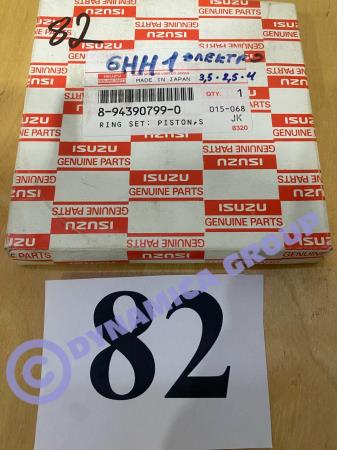 82
6HH1 электро
3,5 · 2,5 · 4
ISUZU
GENUINE PARTS
MADE IN JAPAN
QTY.
1
8-94390799-0
015-068
RING SET: PISTON,S
JK
8320
ISUZU
GENUINE PARTS
© DYNAMICA GROUP
82